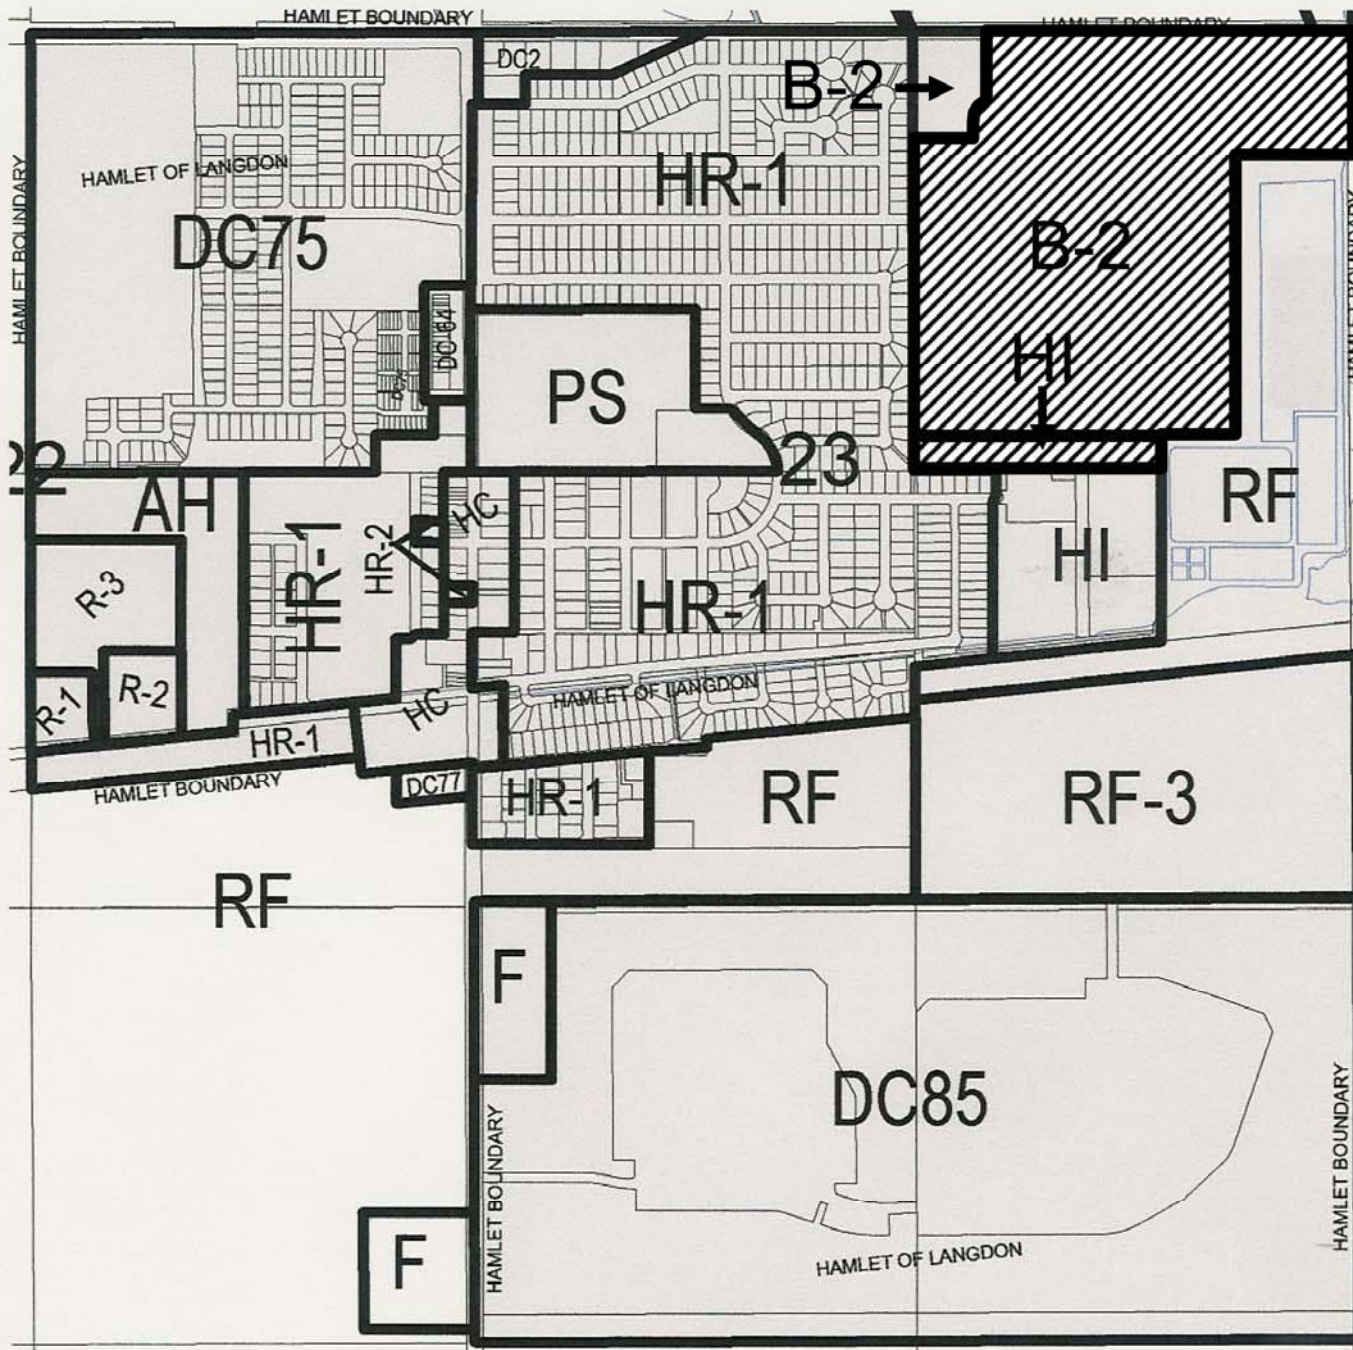 HAMLET BOUNDARY
HAMLET BOUNDARY
DC2
B-2
HAMLET OF LANGDON
HR-1
HAMLET BOUNDARY
DC75
B-2
HAMLET BOUNDARY
DC-64
HI
PS
DC75
23
22
AH
HC
RF
HR-1
HR-2
HI
R-3
HR-1
R-1
R-2
HAMLET OF LANGDON
HC
HR-1
HAMLET BOUNDARY
DC77
HR-1
RF
RF-3
RF
F
DC85
HAMLET BOUNDARY
HAMLET BOUNDARY
F
HAMLET OF LANGDON